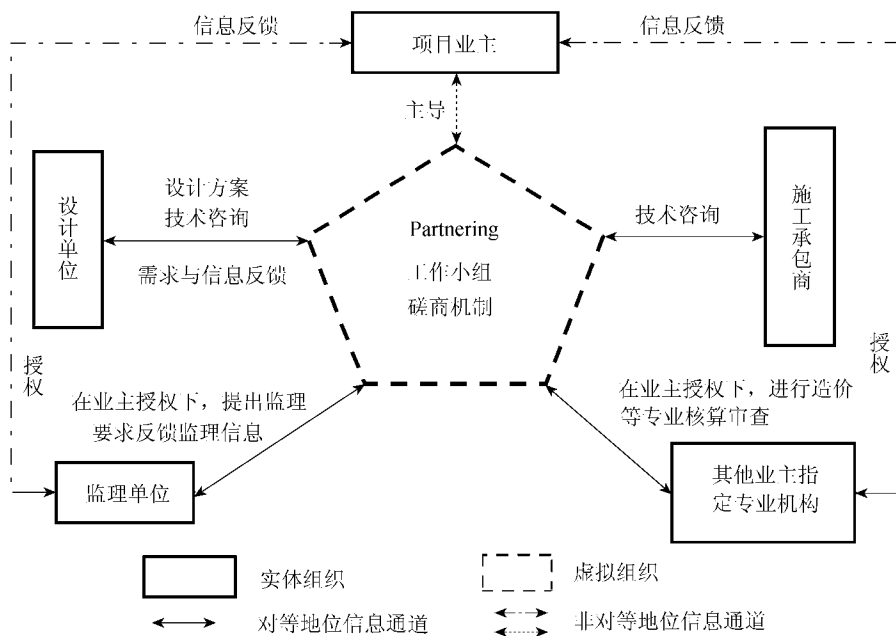 信息反馈
项目业主
信息反馈
主导
设计单位
设计方案
技术咨询
需求与信息反馈
Partnering
工作小组
磋商机制
技术咨询
施工承包商
授权
授权
在业主授权下，提出监理
要求反馈监理信息
在业主授权下，进行造价
等专业核算审查
监理单位
其他业主指
定专业机构
实体组织
虚拟组织
对等地位信息通道
非对等地位信息通道